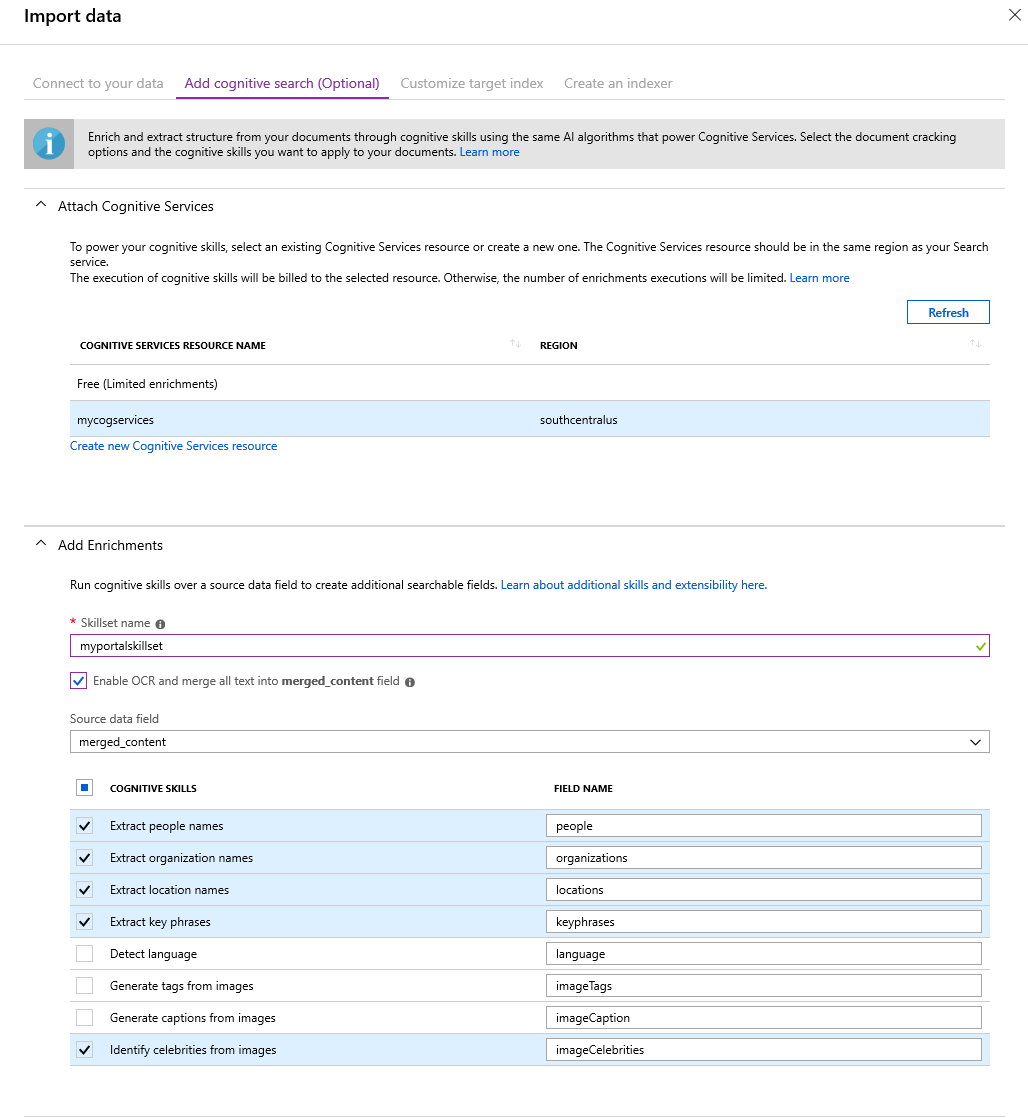 Import data
Connect to your data Add cognitive search (Optional) Customize target index Create an indexer
Enrich and extract structure from your documents through cognitive skills using the same AI algorithms that power Cognitive Services. Select the document cracking
options and the cognitive skills you want to apply to your documents. Learn more
Attach Cognitive Services
To power your cognitive skills, select an existing Cognitive Services resource or create a new one. The Cognitive Services resource should be in the same region as your Search
service.
The execution of cognitive skills will be billed to the selected resource. Otherwise, the number of enrichments executions will be limited. Learn more
Refresh
COGNITIVE SERVICES RESOURCE NAME REGION
Free (Limited enrichments)
mycogservices southcentralus
Create new Cognitive Services resource
Add Enrichments
Run cognitive skills over a source data field to create additional searchable fields. Learn about additional skills and extensibility here.
* Skillset name
myportalskillset
Enable OCR and merge all text into merged_content field
Source data field
merged_content
COGNITIVE SKILLS FIELD NAME
Extract people names people
Extract organization names organizations
Extract location names locations
Extract key phrases keyphrases
Detect language language
Generate tags from images imageTags
Generate captions from images imageCaption
Identify celebrities from images imageCelebrities